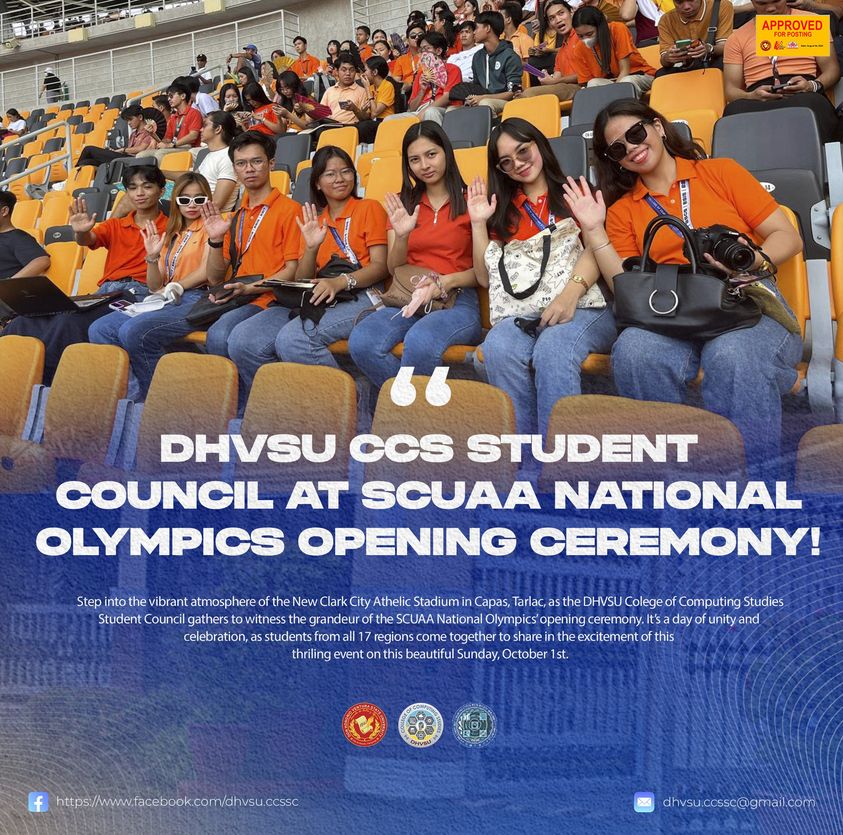 APPROVED
FOR POSTING
“
DHVSU CCS STUDENT
COUNCIL AT SCUAA NATIONAL
OLYMPICS OPENING CEREMONY!
Step into the vibrant atmosphere of the New Clark City Athelic Stadium in Capas, Tarlac, as the DHVSU Colege of Computing Studies
Student Council gathers to witness the grandeur of the SCUAA National Olympics’ opening ceremony. It’s a day of unity and
celebration, as students from all 17 regions come together to share in the excitement of this
thriling event on this beautiful Sunday, October 1st.
DHVSU
https://www.facebook.com/dhvsu.ccssc
dhvsu.ccssc@gmail.com